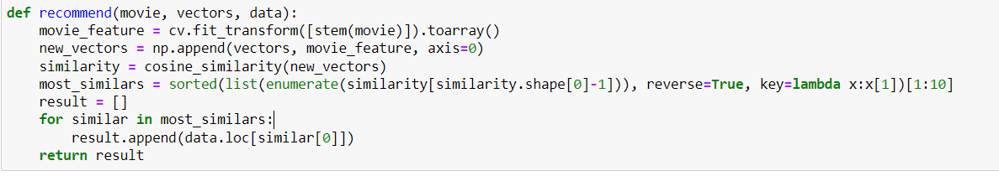 def recommend(movie, vectors, data):
    movie_feature = cv.fit_transform([stem(movie)]).toarray()
    new_vectors = np.append(vectors, movie_feature, axis=0)
    similarity = cosine_similarity(new_vectors)
    most_similars = sorted(list(enumerate(similarity[similarity.shape[0]-1])), reverse=True, key=lambda x:x[1])[1:10]
    result = []
    for similar in most_similars:
        result.append(data.loc[similar[0]])
    return result